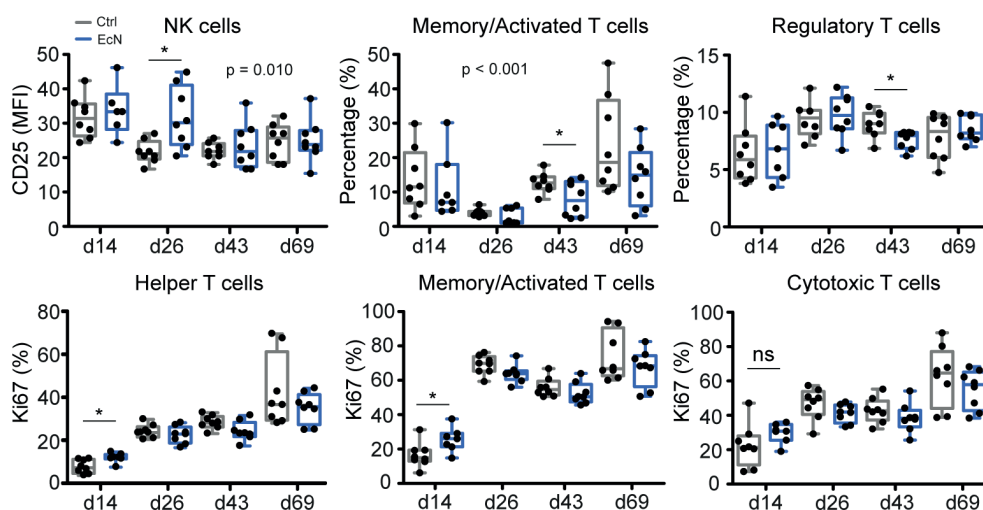 Ctrl
EcN
NK cells
CD25 (MFI)
50
40
30
20
10
0
*
p = 0.010
d14 d26 d43 d69
Memory/Activated T cells
Percentage (%)
50
40
30
20
10
0
p < 0.001
*
d14 d26 d43 d69
Regulatory T cells
Percentage (%)
15
10
5
0
*
d14 d26 d43 d69
Helper T cells
Ki67 (%)
80
60
40
20
0
*
d14 d26 d43 d69
Memory/Activated T cells
Ki67 (%)
100
80
60
40
20
0
*
d14 d26 d43 d69
Cytotoxic T cells
Ki67 (%)
100
80
60
40
20
0
ns
d14 d26 d43 d69